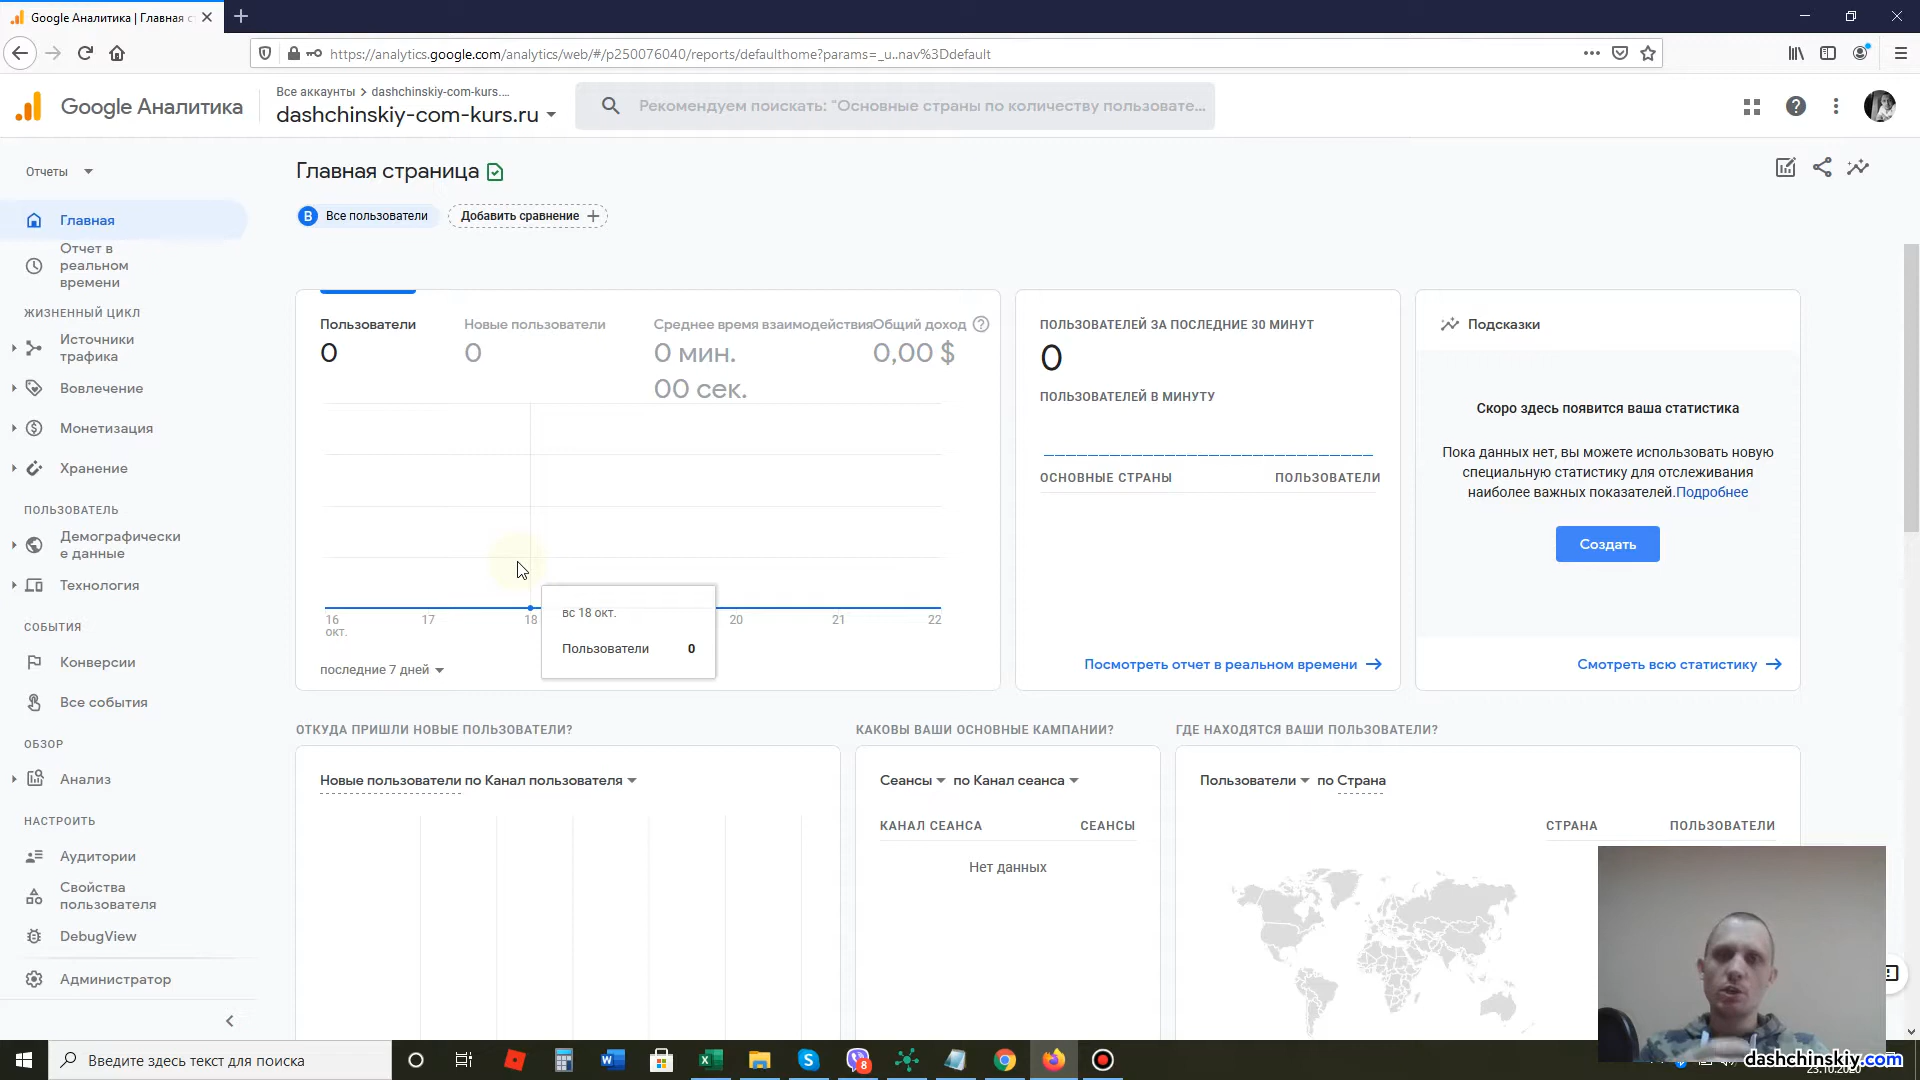 Google Аналитика | Главная с
https://analytics.google.com/analytics/web/#/p250076040/reports/defaulthome?params=_u..nav%3Ddefault
Google Аналитика
Все аккаунты > dashchinskiy-com-kurs....
dashchinskiy-com-kurs.ru
Рекомендуем поискать: "Основные страны по количеству пользовате...
Отчеты
Главная
Отчет в
реальном
времени
ЖИЗНЕННЫЙ ЦИКЛ
Источники
трафика
Вовлечение
Монетизация
Хранение
ПОЛЬЗОВАТЕЛЬ
Демографически
е данные
Технология
СОБЫТИЯ
Конверсии
Все события
ОБЗОР
Анализ
НАСТРОИТЬ
Аудитории
Свойства
пользователя
DebugView
Администратор
Главная страница
В Все пользователи
Добавить сравнение
Пользователи
0
Новые пользователи
0
Среднее время взаимодействия
0 мин.
00 сек.
Общий доход
0,00 $
16 17 18 20 21 22
окт.
вс 18 окт.
Пользователи 0
последние 7 дней
ПОЛЬЗОВАТЕЛЕЙ ЗА ПОСЛЕДНИЕ 30 МИНУТ
0
ПОЛЬЗОВАТЕЛЕЙ В МИНУТУ
ОСНОВНЫЕ СТРАНЫ ПОЛЬЗОВАТЕЛИ
Посмотреть отчет в реальном времени
Подсказки
Скоро здесь появится ваша статистика
Пока данных нет, вы можете использовать новую
специальную статистику для отслеживания
наиболее важных показателей.Подробнее
Создать
Смотреть всю статистику
ОТКУДА ПРИШЛИ НОВЫЕ ПОЛЬЗОВАТЕЛИ?
Новые пользователи по Канал пользователя
КАКОВЫ ВАШИ ОСНОВНЫЕ КАМПАНИИ?
Сеансы по Канал сеанса
КАНАЛ СЕАНСА СЕАНСЫ
Нет данных
ГДЕ НАХОДЯТСЯ ВАШИ ПОЛЬЗОВАТЕЛИ?
Пользователи по Страна
СТРАНА ПОЛЬЗОВАТЕЛИ
Введите здесь текст для поиска
8
dashchinskiy.com
23.10.2020